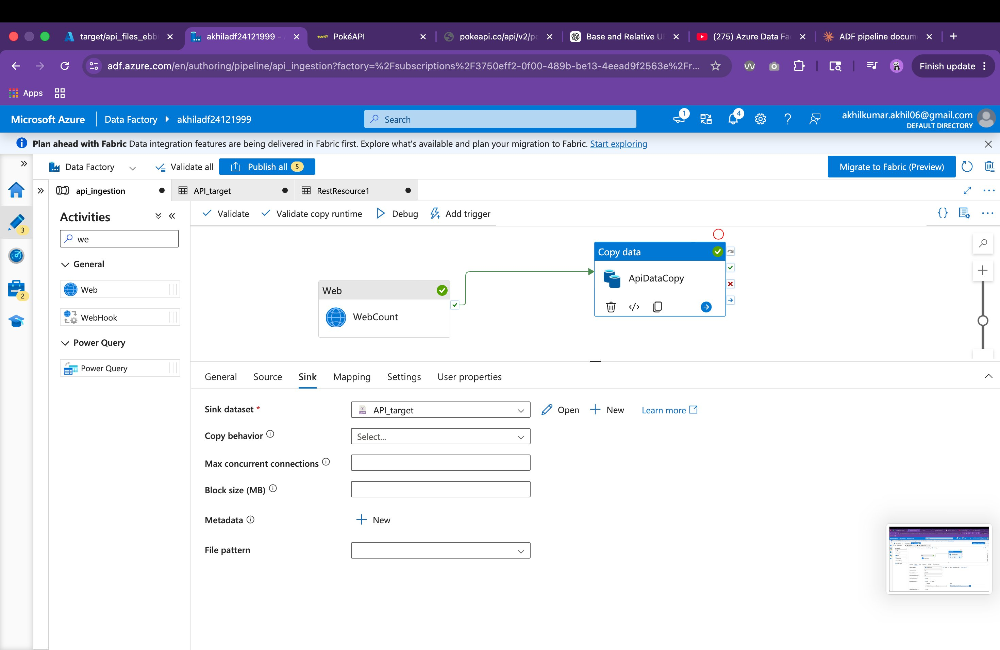 target/api_files_ebb
akhiladf24121999 -
PokéAPI
pokeapi.co/api/v2/po
Base and Relative U
(275) Azure Data Fa
ADF pipeline docum
adf.azure.com/en/authoring/pipeline/api_ingestion?factory=%2Fsubscriptions%2F3750eff2-0f00-489b-be13-4eead9f2563e%2Fr...
Finish update
Apps
Microsoft Azure
Data Factory
akhiladf24121999
Search
1
4
akhilkumar.akhil06@gmail.com
DEFAULT DIRECTORY
Plan ahead with Fabric Data integration features are being delivered in Fabric first. Explore what's available and plan your migration to Fabric. Start exploring
Data Factory
Validate all
Publish all 5
Migrate to Fabric (Preview)
api_ingestion
API_target
RestResource1
3
2
Activities
we
General
Web
WebHook
Power Query
Power Query
Validate
Validate copy runtime
Debug
Add trigger
Web
WebCount
Copy data
ApiDataCopy
General
Source
Sink
Mapping
Settings
User properties
Sink dataset *
API_target
Open
New
Learn more
Copy behavior
Select...
Max concurrent connections
Block size (MB)
Metadata
New
File pattern